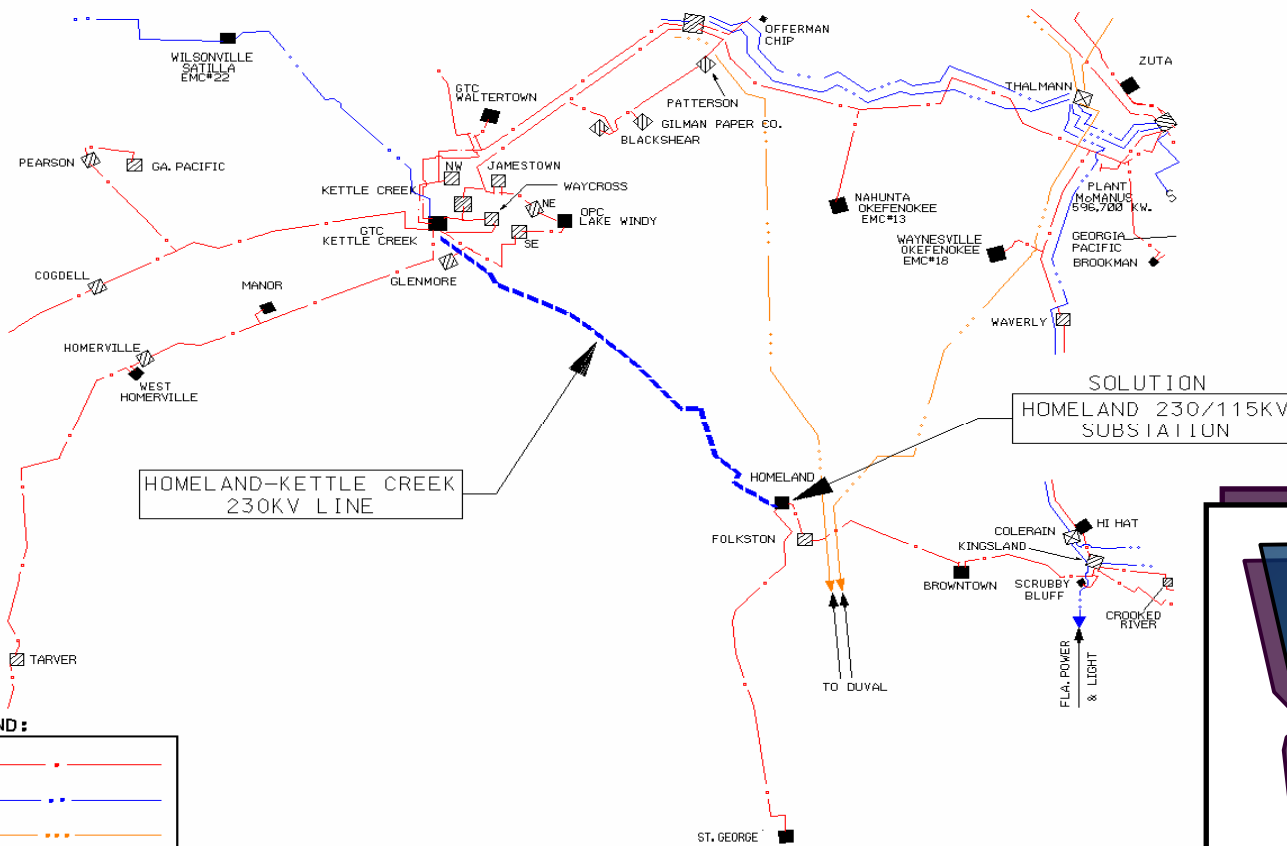 OFFERMAN
CHIP
WILSONVILLE
SATILLA
EMC#22
ZUTA
GTC
WALTERTOWN
THALMANN
PATTERSON
GILMAN PAPER CO.
BLACKSHEAR
PEARSON
GA. PACIFIC
NW
JAMESTOWN
KETTLE CREEK
WAYCROSS
NE
OPC
LAKE WINDY
GTC
KETTLE CREEK
SE
GLENMORE
NAHUNTA
OKEFENOKEE
EMC#13
PLANT
McMANUS
596,700 KW.
GEORGIA
PACIFIC
BROOKMAN
WAYNESVILLE
OKEFENOKEE
EMC#18
COGDELL
MANOR
WAVERLY
HOMERVILLE
WEST
HOMERVILLE
SOLUTION
HOMELAND 230/115KV
SUBSTATION
HOMELAND-KETTLE CREEK
230KV LINE
HOMELAND
FOLKSTON
COLERAIN
HI HAT
KINGSLAND
BROWNTOWN
SCRUBBY
BLUFF
CROOKED
RIVER
TARVER
TO DUVAL
FLA. POWER
& LIGHT
ND:
ST. GEORGE